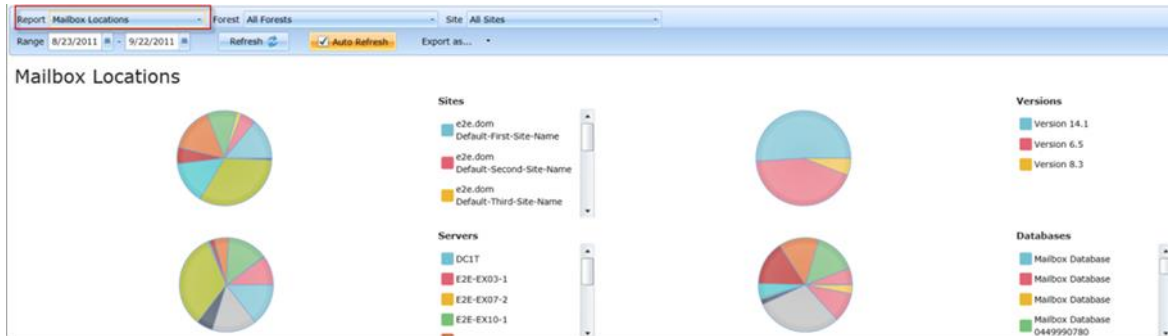 Report Mailbox Locations Forest All Forests Site All Sites
Range 8/23/2011 - 9/22/2011 Refresh Auto Refresh Export as...
Mailbox Locations
Sites
e2e.dom
Default-First-Site-Name
e2e.dom
Default-Second-Site-Name
e2e.dom
Default-Third-Site-Name
Versions
Version 14.1
Version 6.5
Version 8.3
Servers
DC1T
E2E-EX03-1
E2E-EX07-2
E2E-EX10-1
Databases
Mailbox Database
Mailbox Database
Mailbox Database
Mailbox Database
0449990780